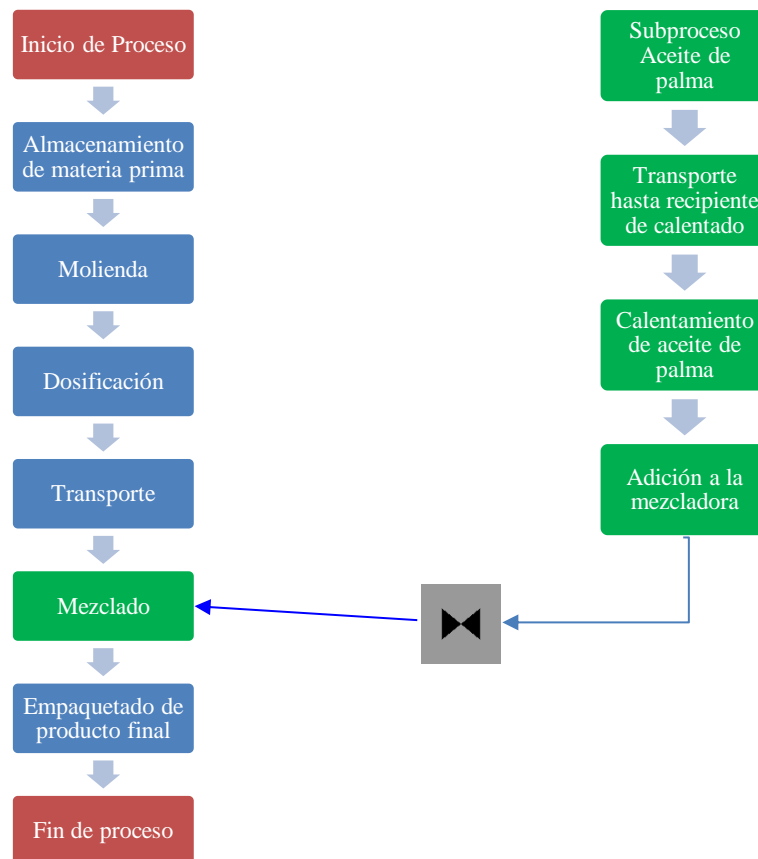 Inicio de Proceso
Almacenamiento
de materia prima
Molienda
Dosificación
Transporte
Mezclado
Empaquetado de
producto final
Fin de proceso
Subproceso
Aceite de
palma
Transporte
hasta recipiente
de calentado
Calentamiento
de aceite de
palma
Adición a la
mezcladora